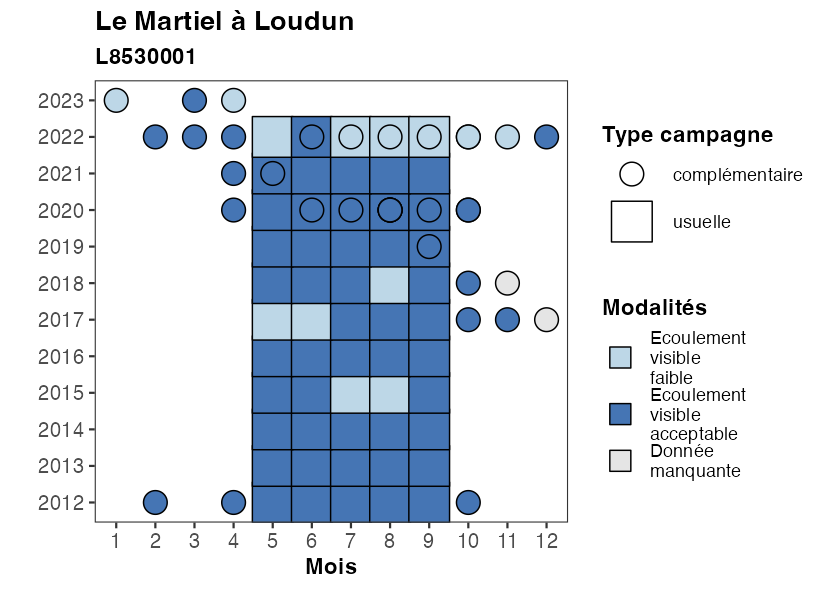 Le Martiel à Loudun
L8530001
2023
2022
2021
2020
2019
2018
2017
2016
2015
2014
2013
2012
1 2 3 4 5 6 7 8 9 10 11 12
Mois
Type campagne
complémentaire
usuelle
Modalités
Ecoulement
visible
faible
Ecoulement
visible
acceptable
Donnée
manquante